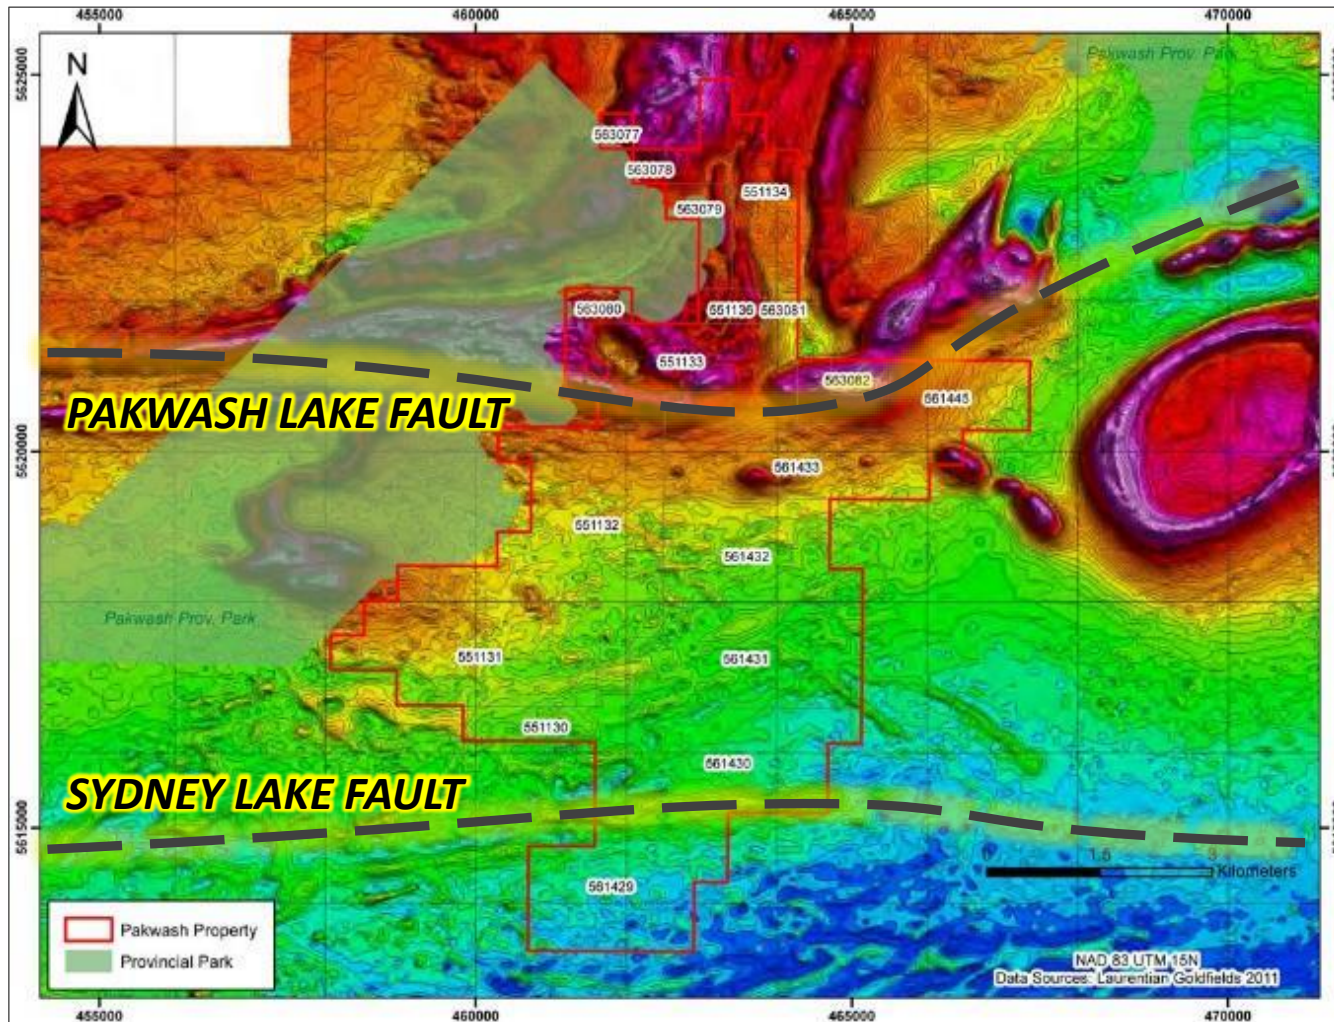 455000 460000 465000 470000
5625000
N
Pakwash Prov. Park
563077
563078
551134
563079
563080
551136 563081
551133
563082
561445
PAKWASH LAKE FAULT
5620000
561433
551132
561432
Pakwash Prov. Park
551131
561431
551130
561430
SYDNEY LAKE FAULT
5615000
0 1.5 3
Kilometers
561429
Pakwash Property
Provincial Park
NAD 83 UTM 15N
Data Sources: Laurentian Goldfields 2011
455000 460000 465000 470000